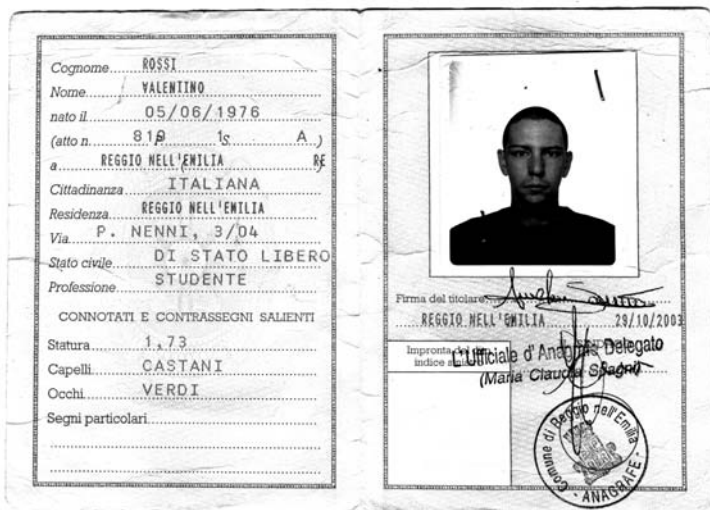 Cognome ROSSI
Nome VALENTINO
nato il 05/06/1976
(atto n. 810 P 1 S. A )
a REGGIO NELL'EMILIA ( RE )
Cittadinanza ITALIANA
Residenza REGGIO NELL'EMILIA
Via P. NENNI, 3/04
Stato civile DI STATO LIBERO
Professione STUDENTE
CONNOTATI E CONTRASSEGNI SALIENTI
Statura 1,73
Capelli CASTANI
Occhi VERDI
Segni particolari
Firma del titolare
REGGIO NELL'EMILIA 29/10/2003
Impronta del dito
indice sinistro
L'Ufficiale d'Anagrafe Delegato
(Maria Claudia Spagni)
Comune di Reggio nell'Emilia
- ANAGRAFE -